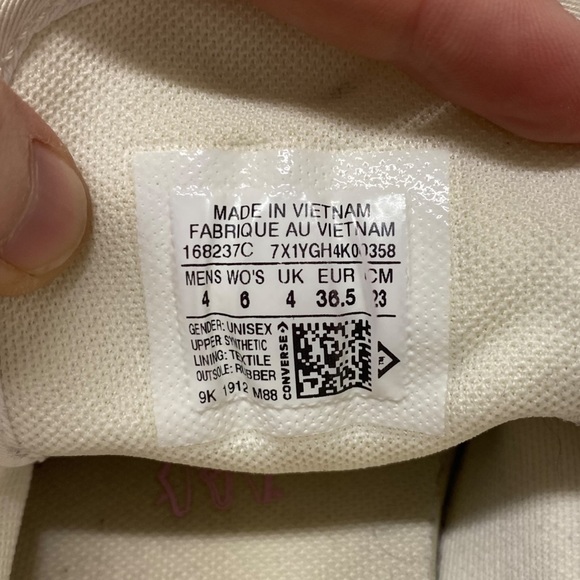 MADE IN VIETNAM
FABRIQUE AU VIETNAM
168237C 7X1YGH4K00358
MENS WO'S UK EUR CM
4 6 4 36.5 23
GENDER: UNISEX
UPPER: SYNTHETIC
LINING: TEXTILE
OUTSOLE: RUBBER
9K 1912 M88
CONVERSE
TM